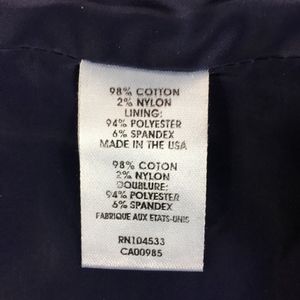 98% COTTON
2% NYLON
LINING:
94% POLYESTER
6% SPANDEX
MADE IN THE USA
98% COTON
2% NYLON
DOUBLURE:
94% POLYESTER
6% SPANDEX
FABRIQUE AUX ETATS-UNIS
RN104533
CA00985